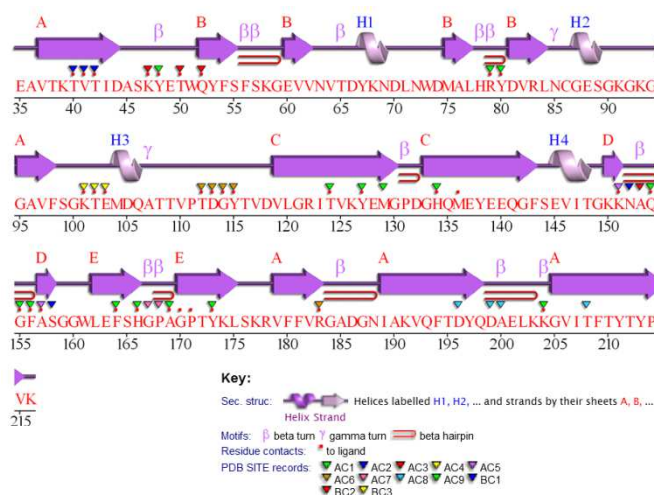 A β B ββ B β H1 B ββ B γ H2
EAVTKTVTIDASKYETWQYFSFSKGEVVNVTDYKNDLNWDMALHRYDVRLNCGESGKGKG
35 40 45 50 55 60 65 70 75 80 85 90
A H3 γ C β C H4 D β
GAVFSGKTEMDQATTVPTDGYTVDVLGRITVKYEMGPDGHQMEYEEQGFSEVITGKKNAQ
95 100 105 110 115 120 125 130 135 140 145 150
D E ββ E A β A β β A
GFASGGWLEFSHGPAGPTYKLSKRVFFVRGADGNIAKVQFTDYQDAELKKGVITFTYTYP
155 160 165 170 175 180 185 190 195 200 205 210
VK
215
Key:
Sec. struc: Helices labelled H1, H2, ... and strands by their sheets A, B, ...
Helix Strand
Motifs: β beta turn γ gamma turn beta hairpin
Residue contacts: to ligand
PDB SITE records: AC1 AC2 AC3 AC4 AC5
AC6 AC7 AC8 AC9 BC1
BC2 BC3